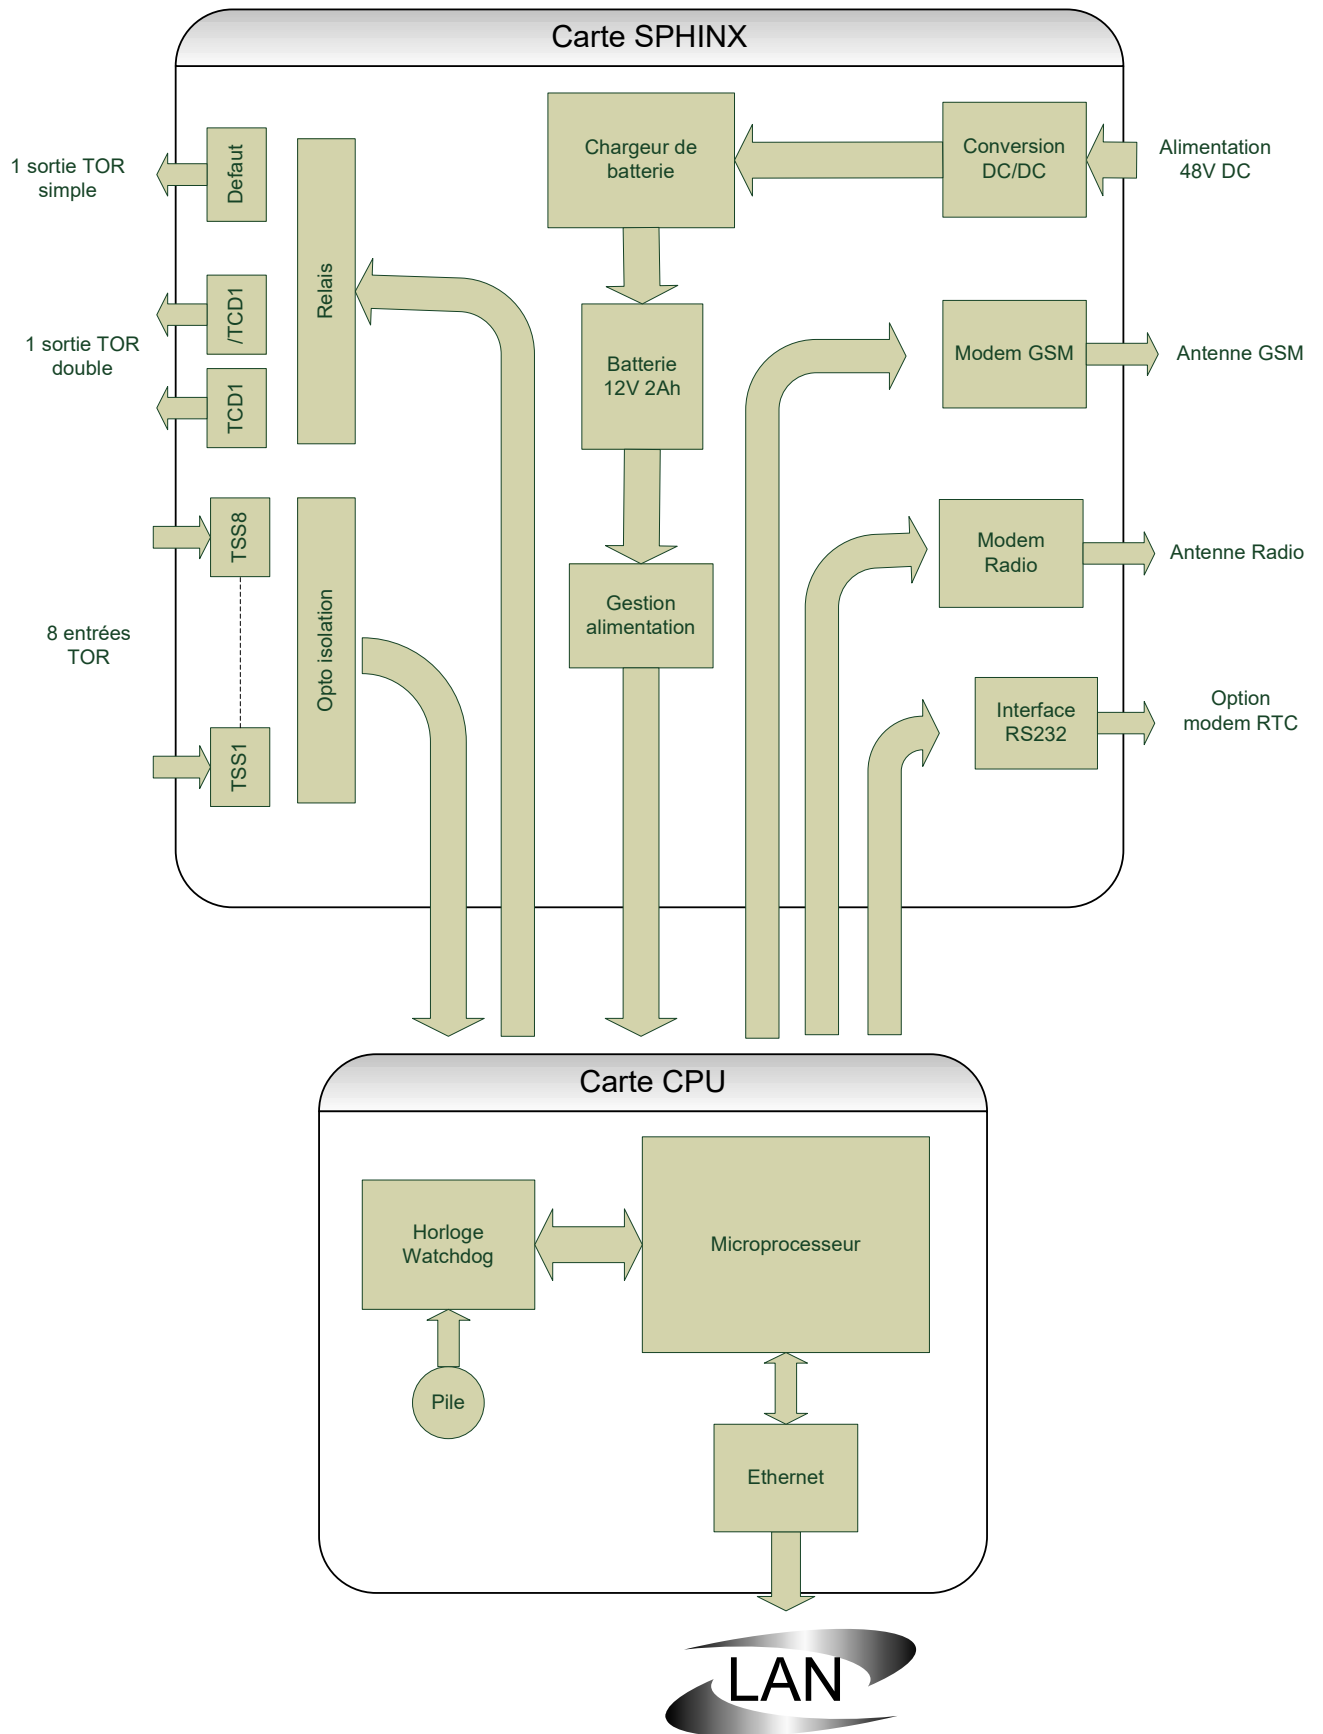 Carte SPHINX
1 sortie TOR
simple
Defaut
1 sortie TOR
double
/TCD1
TCD1
Relais
8 entrées
TOR
TSS8
TSS1
Opto isolation
Chargeur de
batterie
Batterie
12V 2Ah
Gestion
alimentation
Conversion
DC/DC
Alimentation
48V DC
Modem GSM
Antenne GSM
Modem
Radio
Antenne Radio
Interface
RS232
Option
modem RTC
Carte CPU
Horloge
Watchdog
Microprocesseur
Pile
Ethernet
LAN